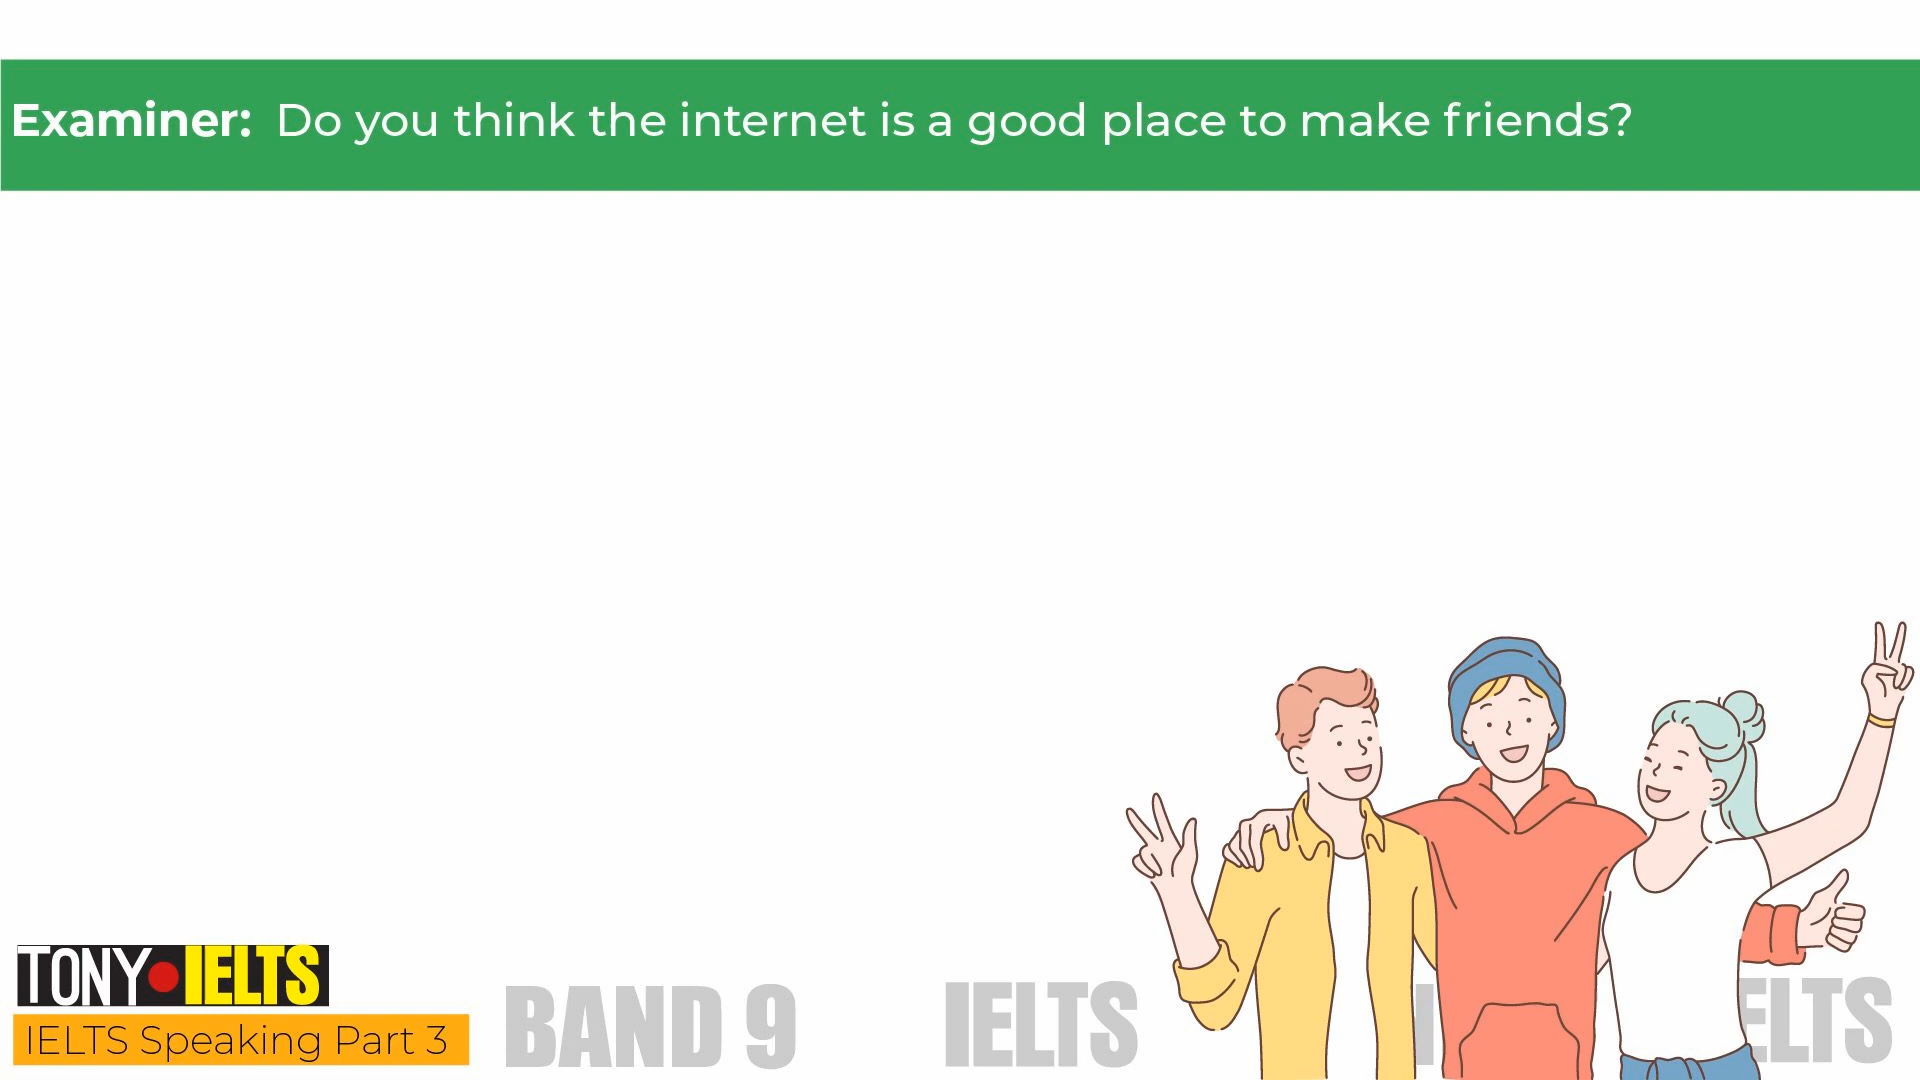 Examiner: Do you think the internet is a good place to make friends?
TONY IELTS
IELTS Speaking Part 3
BAND 9
IELTS
ELTS